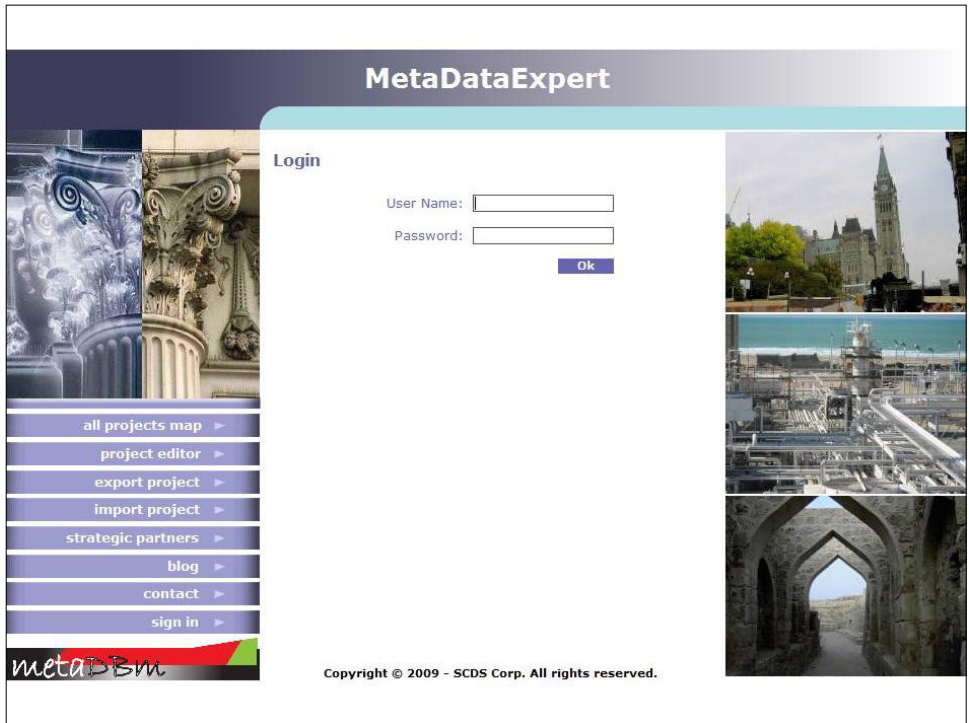 MetaDataExpert
Login
User Name:
Password:
Ok
all projects map
project editor
export project
import project
strategic partners
blog
contact
sign in
metaDBm
Copyright © 2009 - SCDS Corp. All rights reserved.